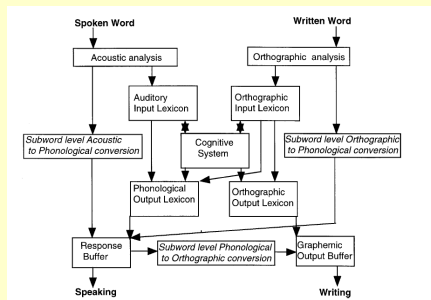 Spoken Word
Written Word
Acoustic analysis
Orthographic analysis
Auditory
Input Lexicon
Orthographic
Input Lexicon
Subword level Acoustic
to Phonological conversion
Cognitive
System
Subword level Orthographic
to Phonological conversion
Phonological
Output Lexicon
Orthographic
Output Lexicon
Response
Buffer
Subword level Phonological
to Orthographic conversion
Graphemic
Output Buffer
Speaking
Writing